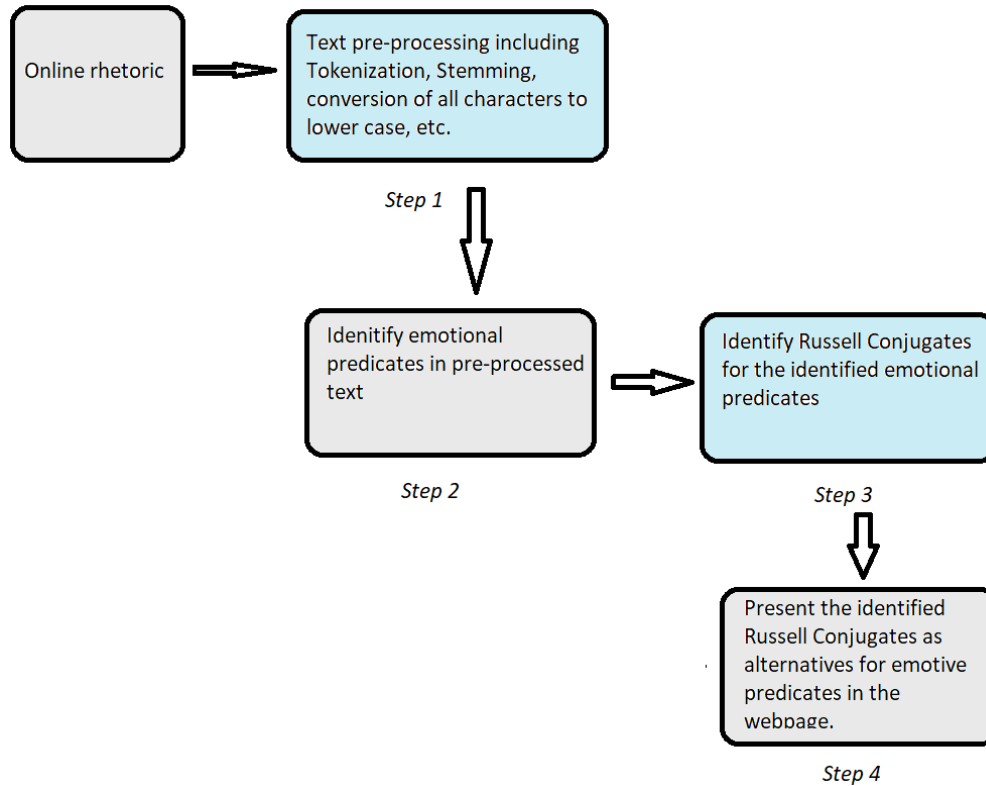 Online rhetoric
Text pre-processing including
Tokenization, Stemming,
conversion of all characters to
lower case, etc.
Step 1
Idenitify emotional
predicates in pre-processed
text
Step 2
Identify Russell Conjugates
for the identified emotional
predicates
Step 3
Present the identified
Russell Conjugates as
alternatives for emotive
predicates in the
webpage.
Step 4